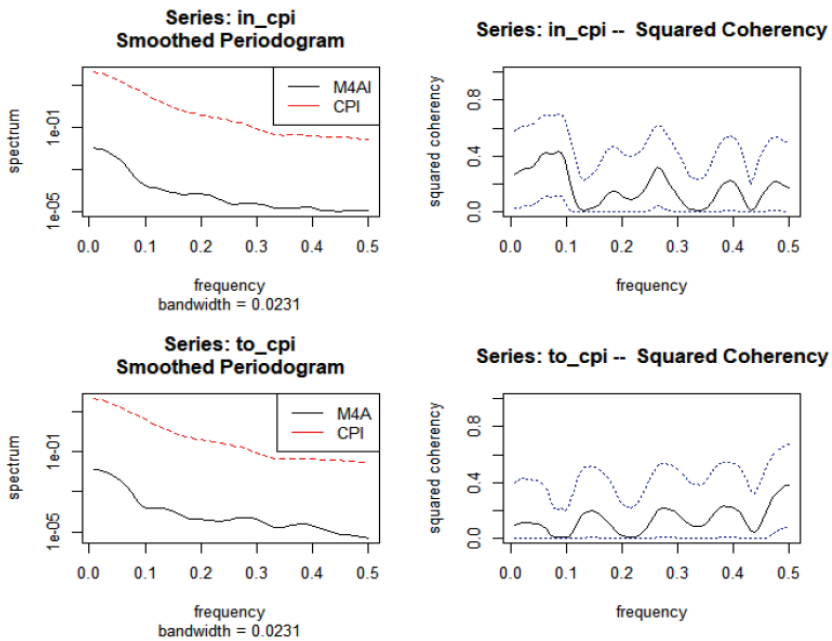 Series: in_cpi
Smoothed Periodogram
M4AI
CPI
spectrum
1e-01
1e-05
0.0 0.1 0.2 0.3 0.4 0.5
frequency
bandwidth = 0.0231
Series: in_cpi -- Squared Coherency
squared coherency
0.8
0.4
0.0
0.0 0.1 0.2 0.3 0.4 0.5
frequency
Series: to_cpi
Smoothed Periodogram
M4A
CPI
spectrum
1e-01
1e-05
0.0 0.1 0.2 0.3 0.4 0.5
frequency
bandwidth = 0.0231
Series: to_cpi -- Squared Coherency
squared coherency
0.8
0.4
0.0
0.0 0.1 0.2 0.3 0.4 0.5
frequency